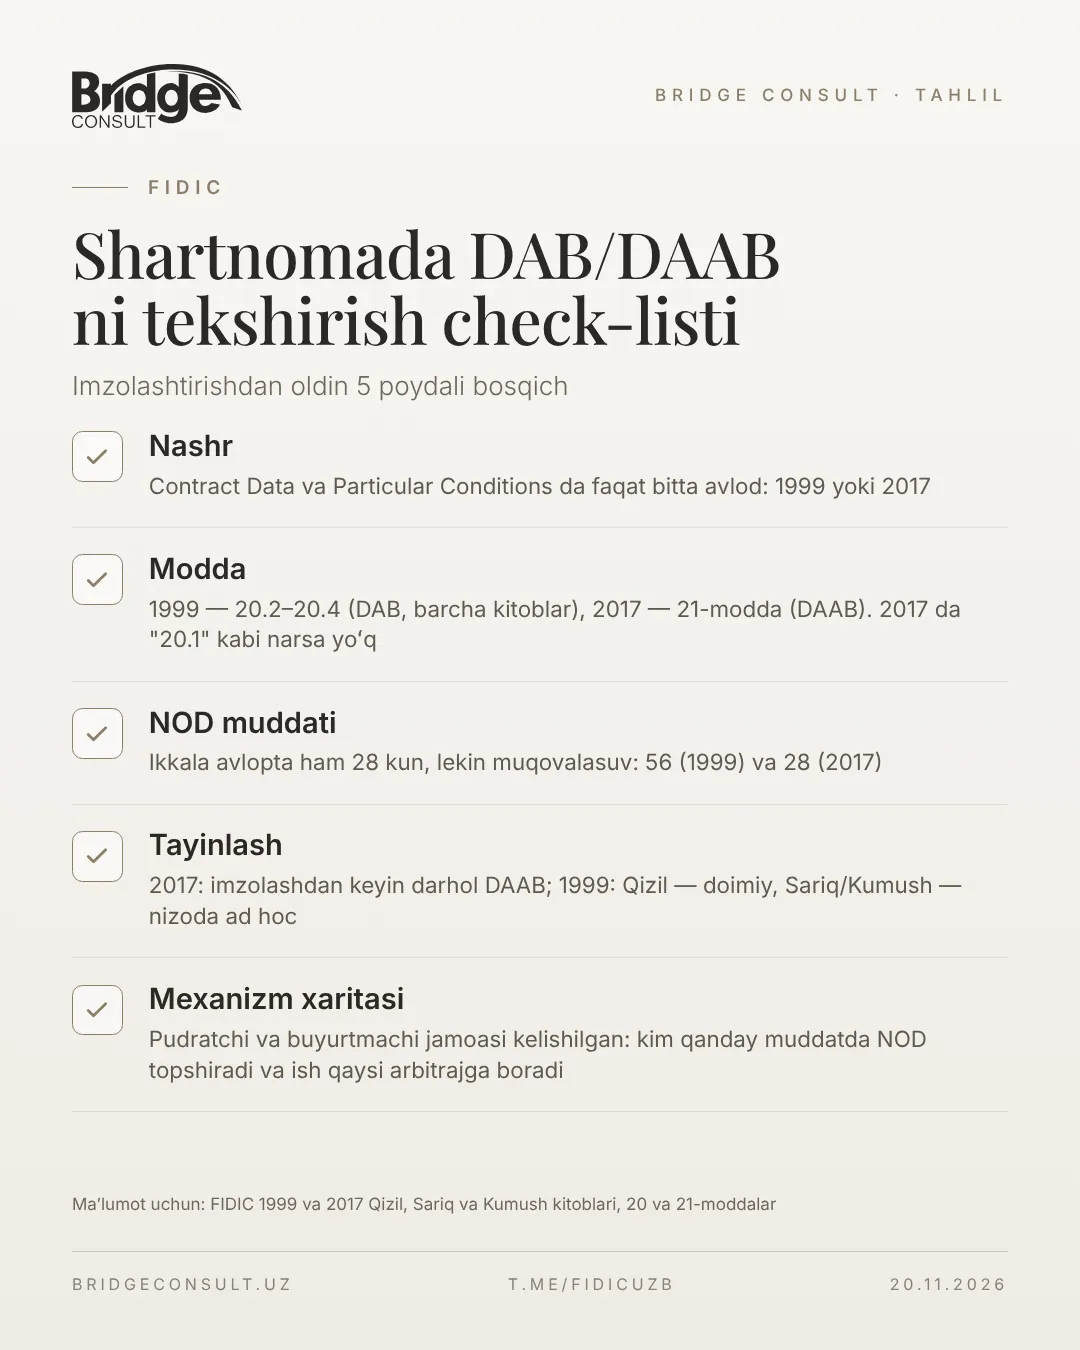 Bridge
CONSULT
BRIDGE CONSULT · TAHLIL
FIDIC
Shartnomada DAB/DAAB
ni tekshirish check-listi
Imzolashtirishdan oldin 5 poydali bosqich
Nashr
Contract Data va Particular Conditions da faqat bitta avlod: 1999 yoki 2017
Modda
1999 — 20.2–20.4 (DAB, barcha kitoblar), 2017 — 21-modda (DAAB). 2017 da
"20.1" kabi narsa yoʻq
NOD muddati
Ikkala avlopta ham 28 kun, lekin muqovalasuv: 56 (1999) va 28 (2017)
Tayinlash
2017: imzolashdan keyin darhol DAAB; 1999: Qizil — doimiy, Sariq/Kumush —
nizoda ad hoc
Mexanizm xaritasi
Pudratchi va buyurtmachi jamoasi kelishilgan: kim qanday muddatda NOD
topshiradi va ish qaysi arbitrajga boradi
Maʼlumot uchun: FIDIC 1999 va 2017 Qizil, Sariq va Kumush kitoblari, 20 va 21-moddalar
BRIDGECONSULT.UZ
T.ME/FIDICUZB
20.11.2026